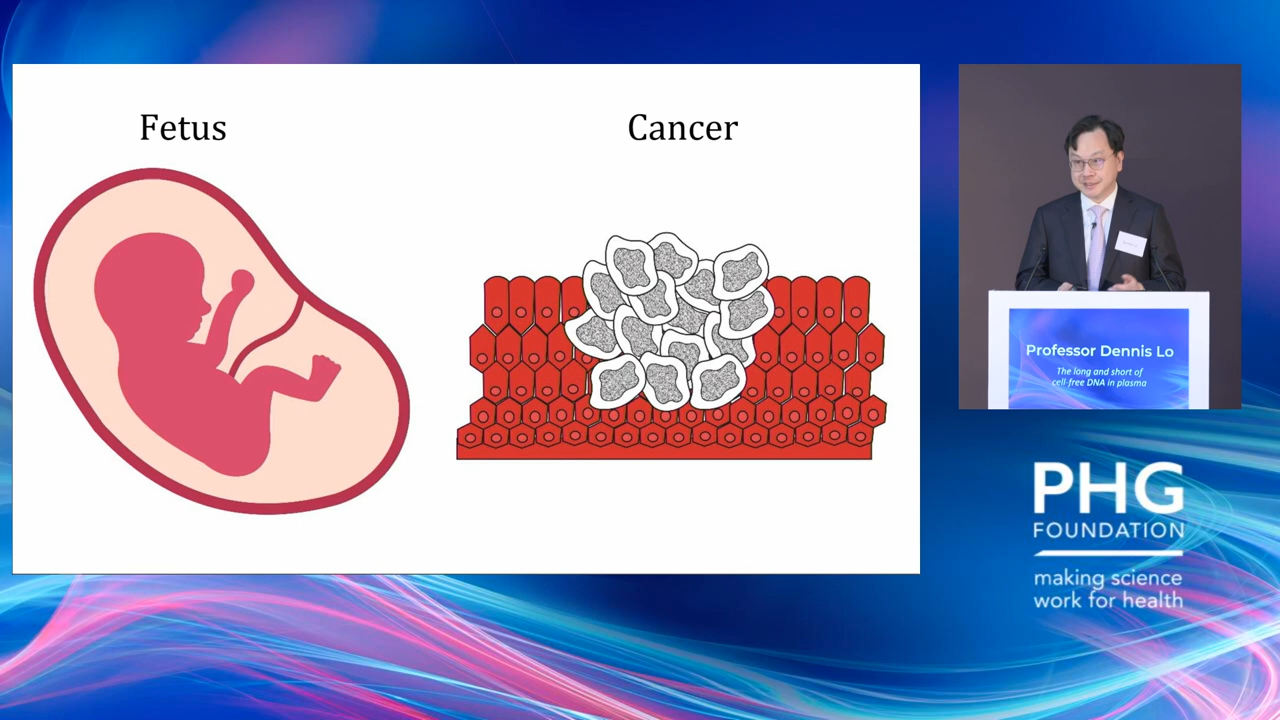 Fetus
Cancer
Professor Dennis Lo
The long and short of
cell-free DNA in plasma
PHG
FOUNDATION
making science
work for health